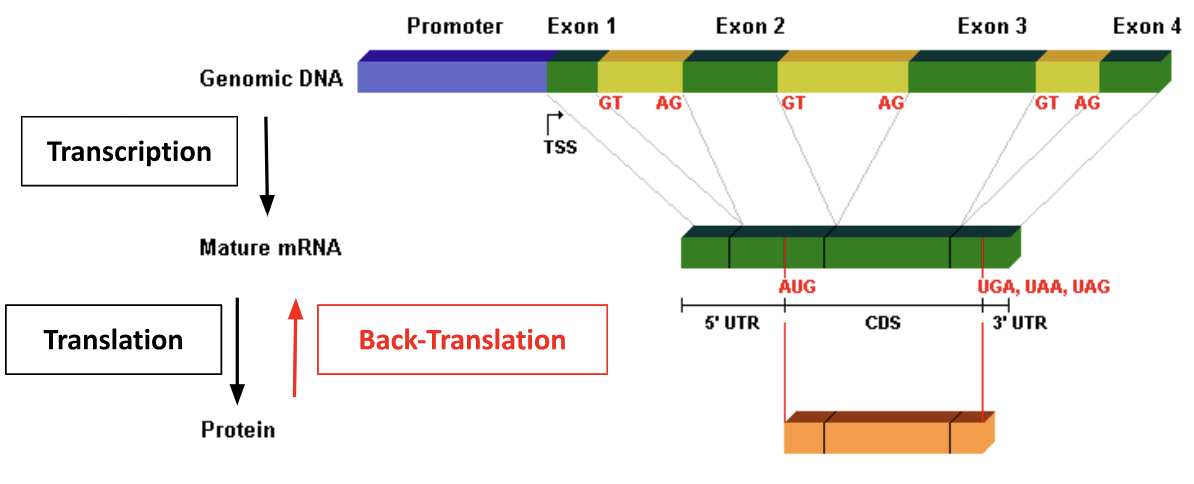 Promoter
Exon 1
Exon 2
Exon 3
Exon 4
Genomic DNA
GT
AG
GT
AG
GT
AG
TSS
Transcription
Mature mRNA
AUG
UGA, UAA, UAG
5' UTR
CDS
3' UTR
Translation
Back-Translation
Protein